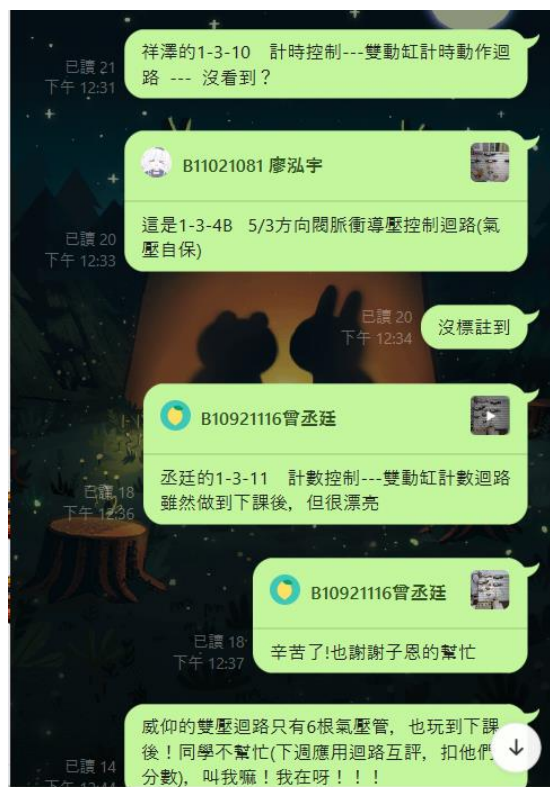 祥澤的1-3-10 計時控制---雙動缸計時動作迴
路 --- 沒看到？
已讀 21
下午 12:31
B11021081 廖泓宇
這是1-3-4B 5/3方向閥脈衝導壓控制迴路(氣
壓自保)
已讀 20
下午 12:33
沒標註到
已讀 20
下午 12:34
B10921116曾丞廷
丞廷的1-3-11 計數控制---雙動缸計數迴路
雖然做到下課後，但很漂亮
已讀 18
下午 12:36
B10921116曾丞廷
辛苦了!也謝謝子恩的幫忙
已讀 18
下午 12:37
威仰的雙壓迴路只有6根氣壓管，也玩到下課
後！同學不幫忙(下週應用迴路互評，扣他們
分數)，叫我嘛！我在呀！！！
已讀 14